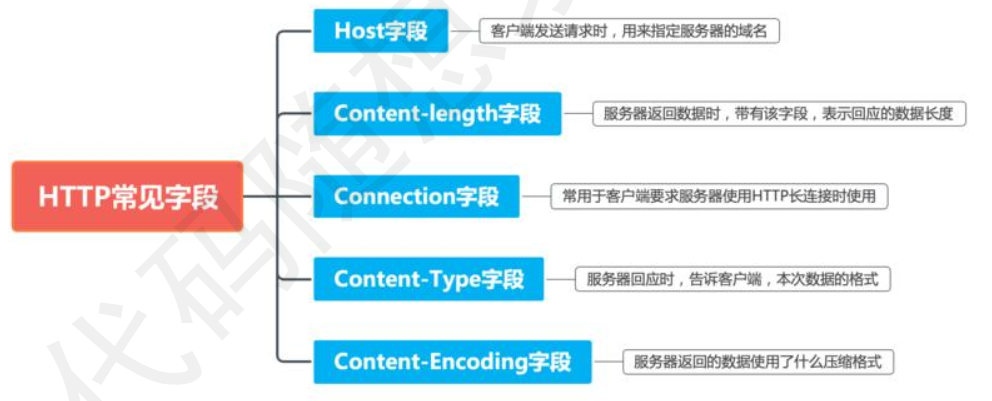 Host字段
客户端发送请求时，用来指定服务器的域名
Content-length字段
服务器返回数据时，带有该字段，表示回应的数据长度
HTTP常见字段
Connection字段
常用于客户端要求服务器使用HTTP长连接时使用
Content-Type字段
服务器回应时，告诉客户端，本次数据的格式
Content-Encoding字段
服务器返回的数据使用了什么压缩格式
代码随想